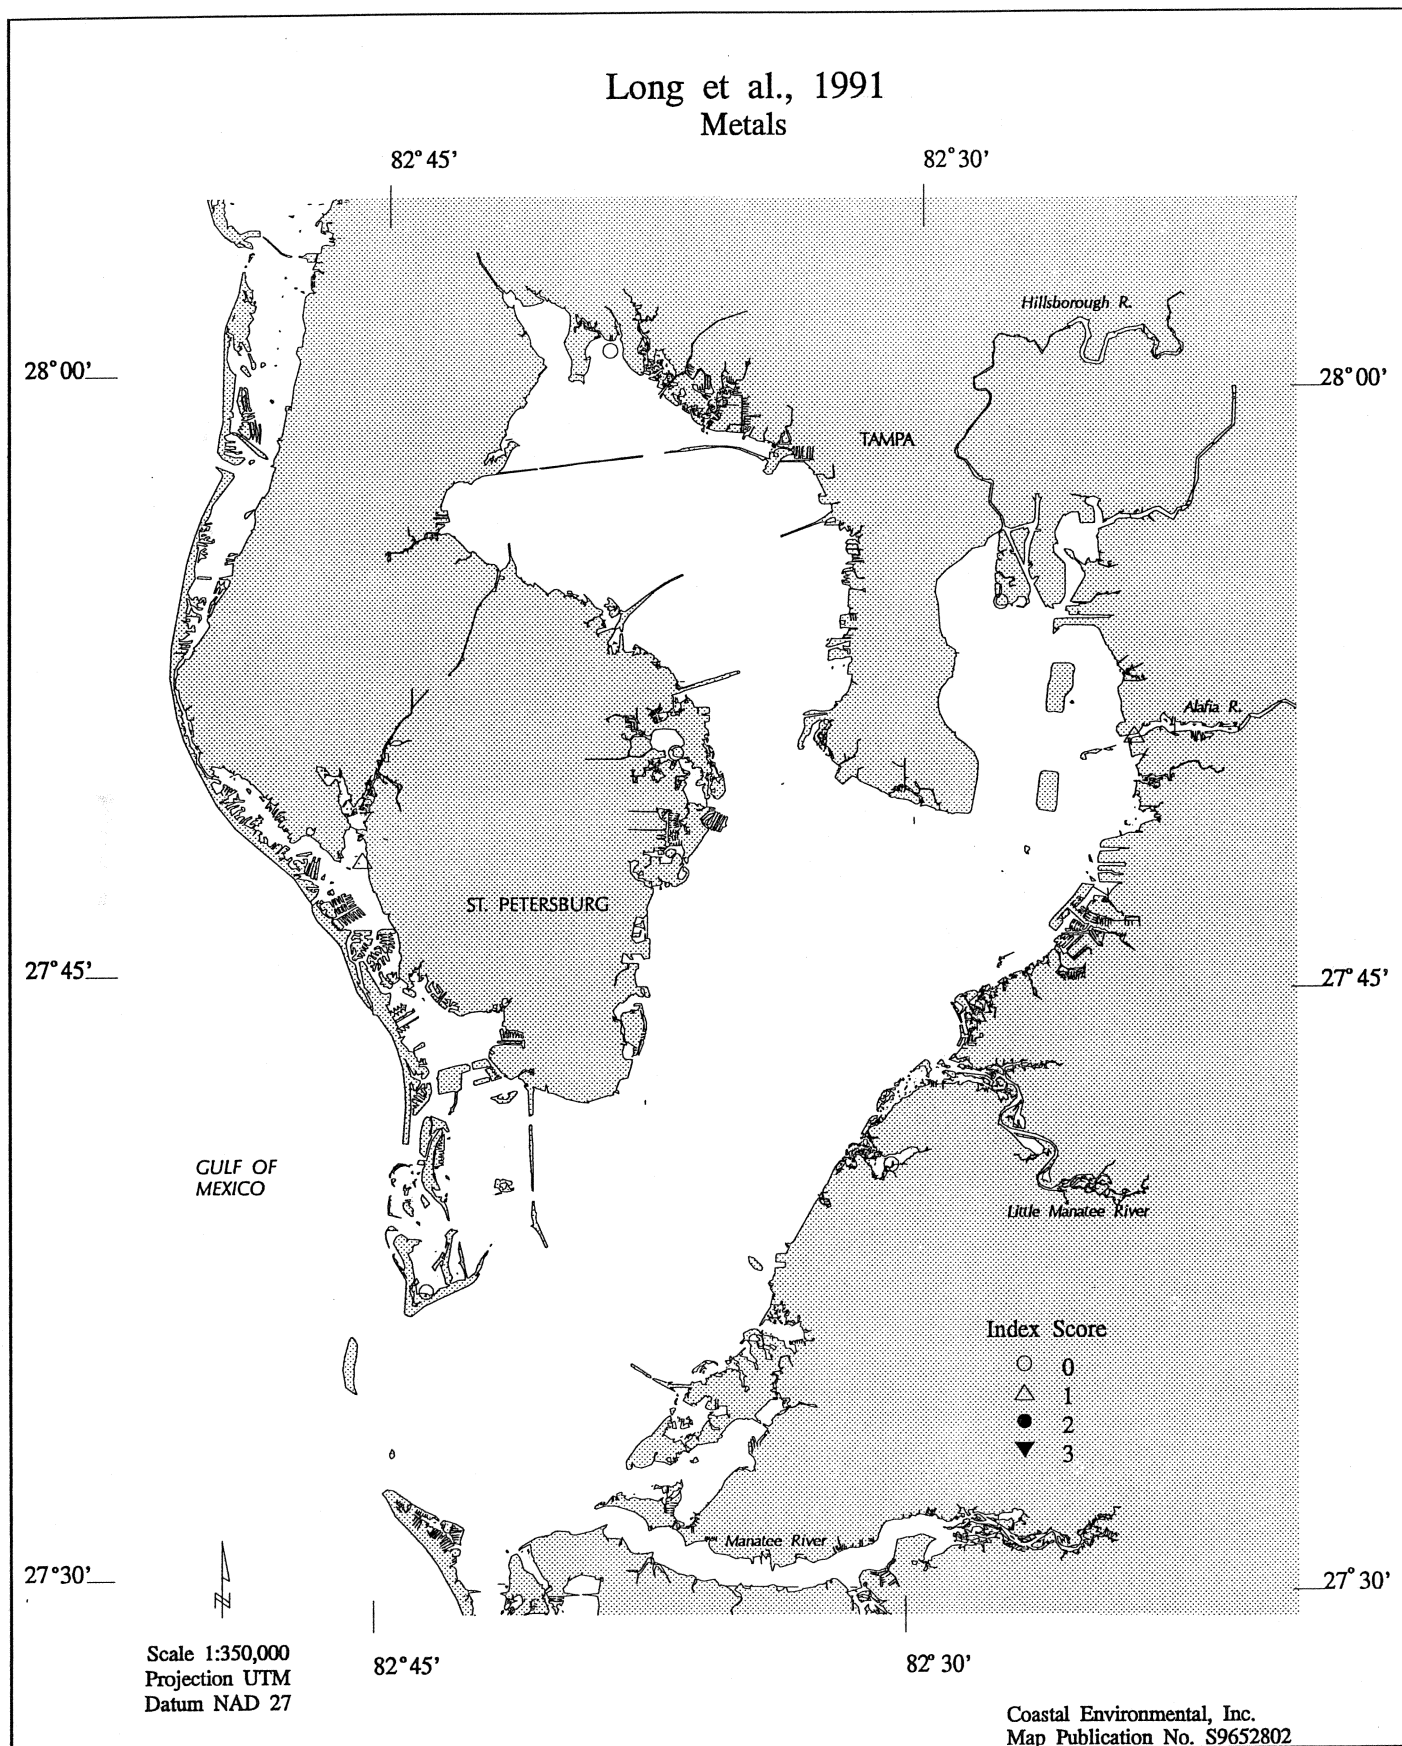 Long et al., 1991
Metals
82°45'
82°30'
Hillsborough R.
28°00'
28°00'
TAMPA
Alafia R.
ST. PETERSBURG
27°45'
27°45'
GULF OF
MEXICO
Little Manatee River
Index Score
0
1
2
3
Manatee River
27°30'
27°30'
N
Scale 1:350,000
Projection UTM
Datum NAD 27
82°45'
82°30'
Coastal Environmental, Inc.
Map Publication No. S9652802